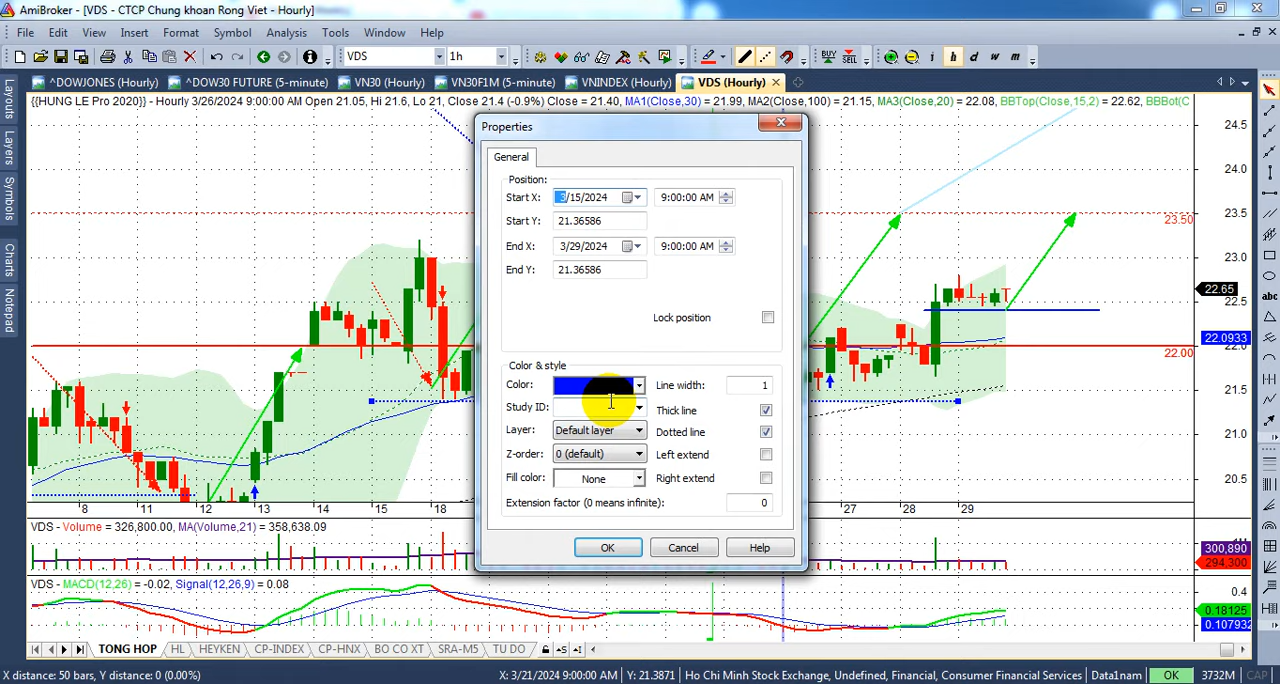 AmiBroker - [VDS - CTCP Chung khoan Rong Viet - Hourly]
File Edit View Insert Format Symbol Analysis Tools Window Help
VDS 1h BUY SELL i h d w m
^DOWJONES (Hourly) ^DOW30 FUTURE (5-minute) VN30 (Hourly) VN30F1M (5-minute) VNINDEX (Hourly) VDS (Hourly)
{{HUNG LE Pro 2020}} - Hourly 3/26/2024 9:00:00 AM Open 21.05, Hi 21.6, Lo 21, Close 21.4 (-0.9%) Close = 21.40, MA1(Close,30) = 21.99, MA2(Close,100) = 21.15, MA3(Close,20) = 22.08, BBTop(Close,15,2) = 22.62, BBBot(C
Layouts
Layers
Symbols
Charts
Notepad
Properties
General
Position:
Start X: 3/15/2024 9:00:00 AM
Start Y: 21.36586
End X: 3/29/2024 9:00:00 AM
End Y: 21.36586
Lock position
Color & style
Color: Line width: 1
Study ID: Thick line
Layer: Default layer Dotted line
Z-order: 0 (default) Left extend
Fill color: None Right extend
Extension factor (0 means infinite): 0
OK Cancel Help
24.5
24.0
23.5
23.50
23.0
22.65
22.5
22.0933
22.0
22.00
21.5
21.0
20.5
8 11 12 13 14 15 18 27 28 29
VDS - Volume = 326,800.00, MA(Volume,21) = 358,638.09
300,890
294,300
VDS - MACD(12,26) = -0.02, Signal(12,26,9) = 0.08
0.4
0.18125
0.107932
TONG HOP HL HEYKEN CP-INDEX CP-HNX BO CO XT SRA-M5 TU DO
X distance: 50 bars, Y distance: 0 (0.00%) X: 3/21/2024 9:00:00 AM Y: 21.3871 Ho Chi Minh Stock Exchange, Undefined, Financial, Consumer Financial Services Data1nam OK 3732M CAP
abc